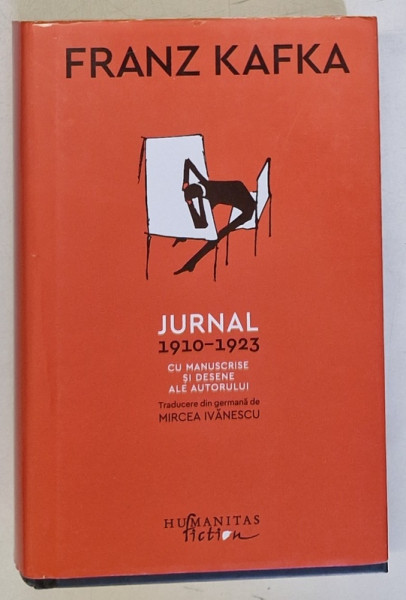 FRANZ KAFKA
JURNAL
1910–1923
CU MANUSCRISE
ȘI DESENE
ALE AUTORULUI
Traducere din germană de
MIRCEA IVĂNESCU
HUMANITAS
fiction